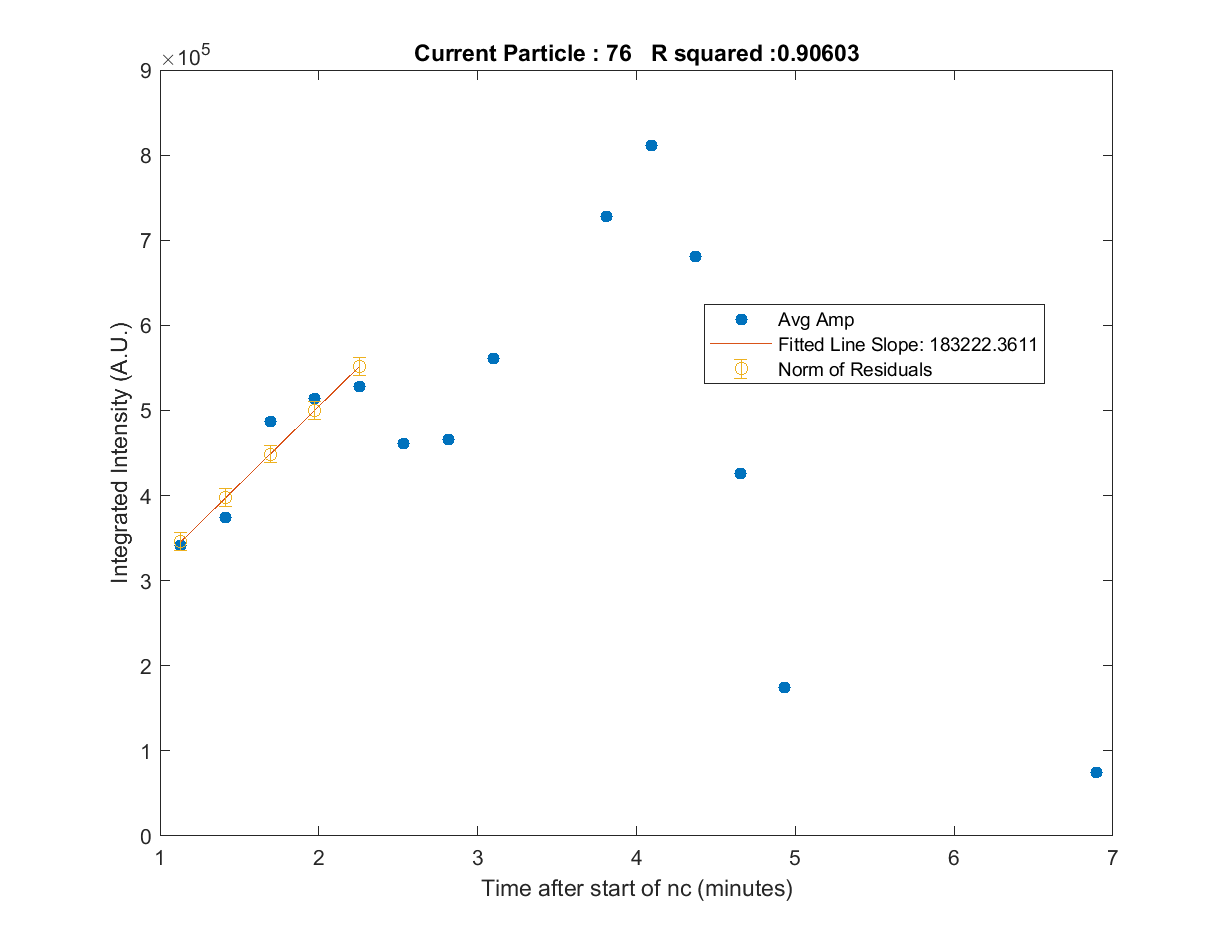 Current Particle : 76   R squared :0.90603
×10^5
9
8
7
6
5
4
3
2
1
0
Integrated Intensity (A.U.)
Avg Amp
Fitted Line Slope: 183222.3611
Norm of Residuals
1 2 3 4 5 6 7
Time after start of nc (minutes)